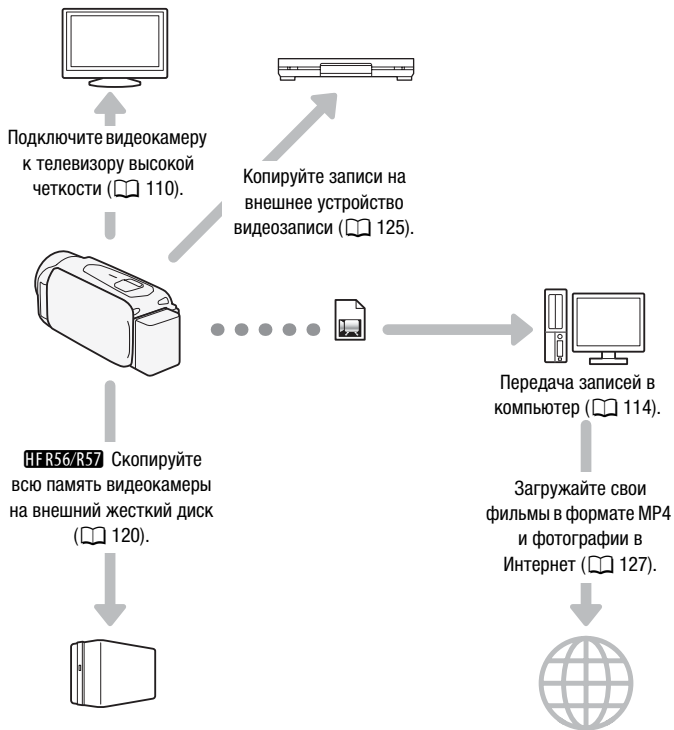 Подключите видеокамеру
к телевизору высокой
четкости (110).
Копируйте записи на
внешнее устройство
видеозаписи (125).
Передача записей в
компьютер (114).
HF R56/R57 Скопируйте
всю память видеокамеры
на внешний жесткий диск
(120).
Загружайте свои
фильмы в формате MP4
и фотографии в
Интернет (127).